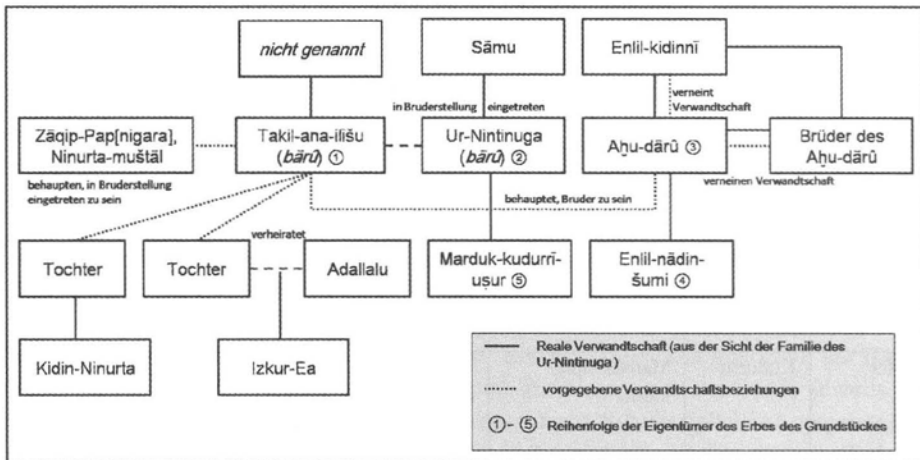 nicht genannt
Sāmu
Enlil-kidinnī
in Bruderstellung
eingetreten
verneint
Verwandtschaft
Zāqip-Pap[nigara],
Ninurta-muštāl
Takil-ana-ilīšu
(bārû) ①
Ur-Nintinuga
(bārû) ②
Aḫu-dārû ③
Brüder des
Aḫu-dārû
behaupten, in Bruderstellung
eingetreten zu sein
behauptet, Bruder zu sein
verneinen Verwandtschaft
verheiratet
Tochter
Tochter
Adallalu
Marduk-kudurrī-
uṣur ⑤
Enlil-nādin-
šumi ④
Kidin-Ninurta
Izkur-Ea
Reale Verwandtschaft (aus der Sicht der Familie des
Ur-Nintinuga )
vorgegebene Verwandtschaftsbeziehungen
①- ⑤ Reihenfolge der Eigentümer des Erbes des Grundstückes